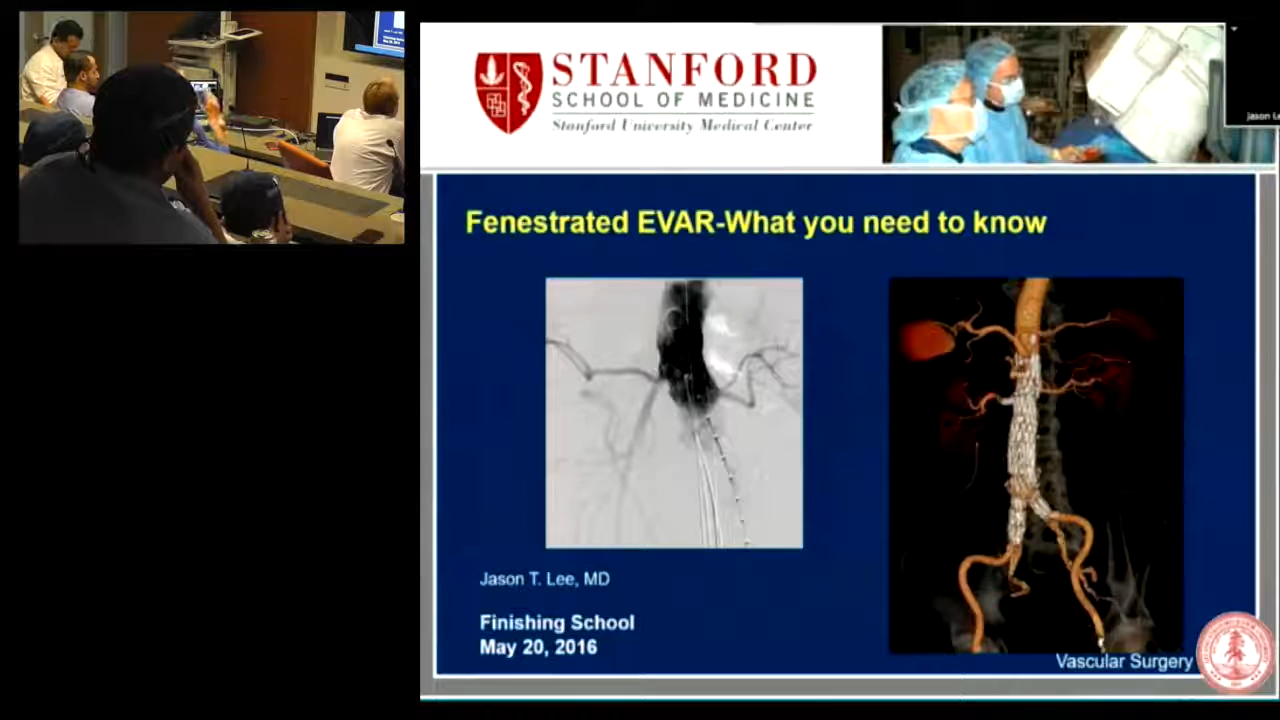 STANFORD
SCHOOL OF MEDICINE
Stanford University Medical Center
Fenestrated EVAR-What you need to know
Jason T. Lee, MD
Finishing School
May 20, 2016
Vascular Surgery